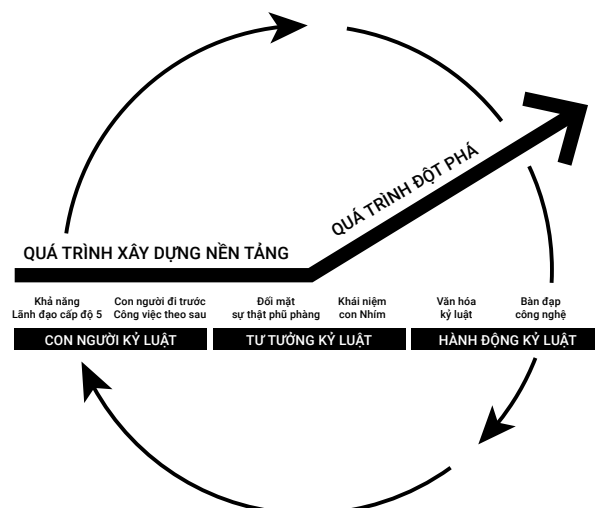 QUÁ TRÌNH ĐỘT PHÁ
QUÁ TRÌNH XÂY DỰNG NỀN TẢNG
Khả năng
Lãnh đạo cấp độ 5
Con người đi trước
Công việc theo sau
Đối mặt
sự thật phũ phàng
Khái niệm
con Nhím
Văn hóa
kỷ luật
Bàn đạp
công nghệ
CON NGƯỜI KỶ LUẬT
TƯ TƯỞNG KỶ LUẬT
HÀNH ĐỘNG KỶ LUẬT